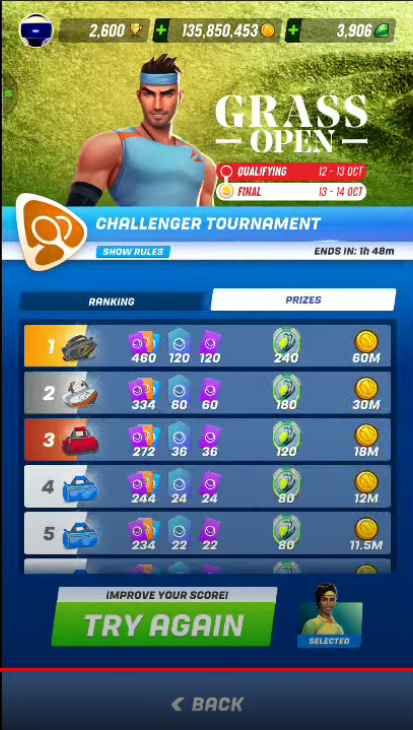 2,600
135,850,453
3,906
GRASS
OPEN
QUALIFYING 12 - 13 OCT
FINAL 13 - 14 OCT
CHALLENGER TOURNAMENT
SHOW RULES
ENDS IN: 1h 48m
RANKING
PRIZES
1 460 120 120 240 60M
2 334 60 60 180 30M
3 272 36 36 120 18M
4 244 24 24 80 12M
5 234 22 22 80 11.5M
IMPROVE YOUR SCORE!
TRY AGAIN
SELECTED
< BACK